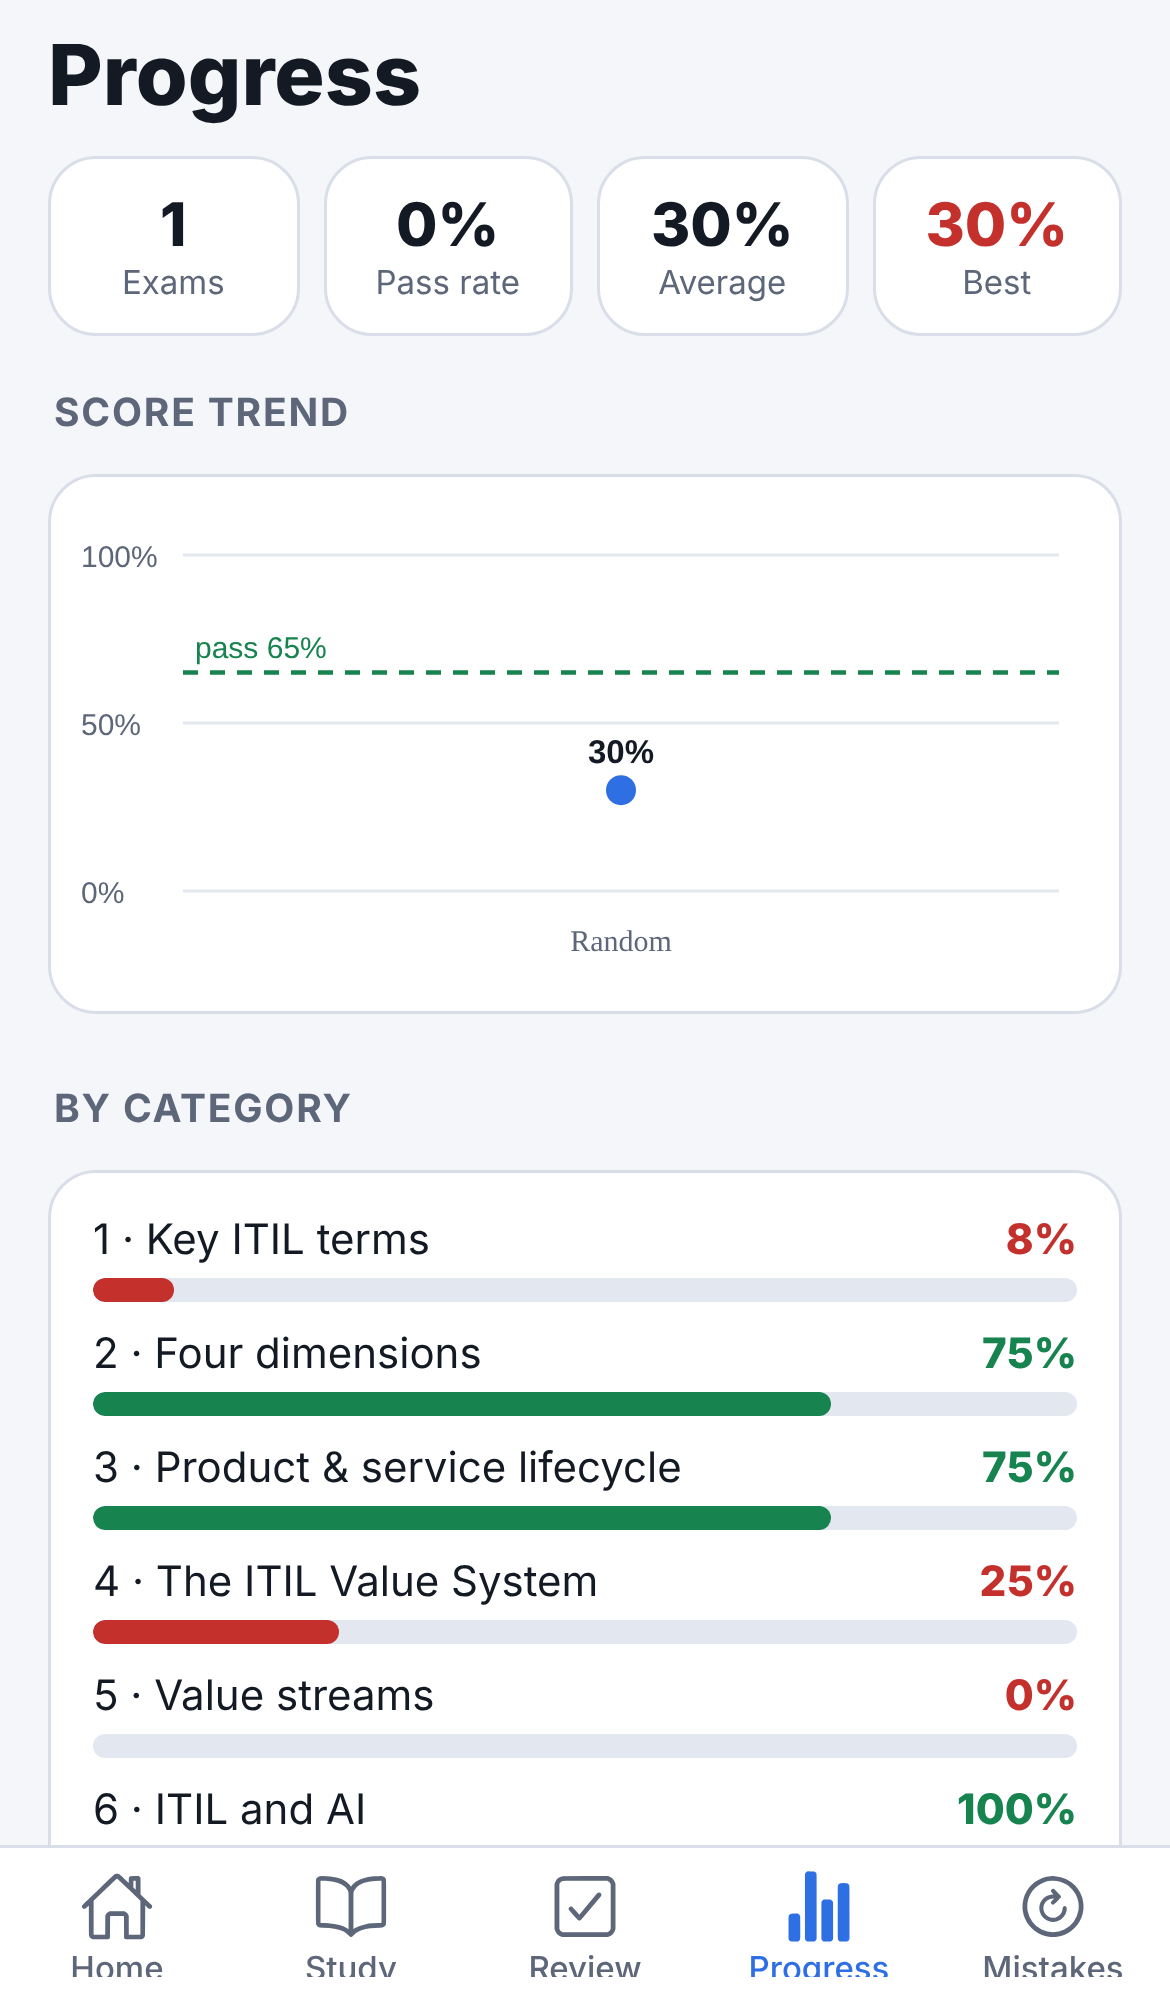 Progress
1
Exams
0%
Pass rate
30%
Average
30%
Best
SCORE TREND
100%
pass 65%
50%
30%
0%
Random
BY CATEGORY
1 · Key ITIL terms 8%
2 · Four dimensions 75%
3 · Product & service lifecycle 75%
4 · The ITIL Value System 25%
5 · Value streams 0%
6 · ITIL and AI 100%
Home Study Review Progress Mistakes